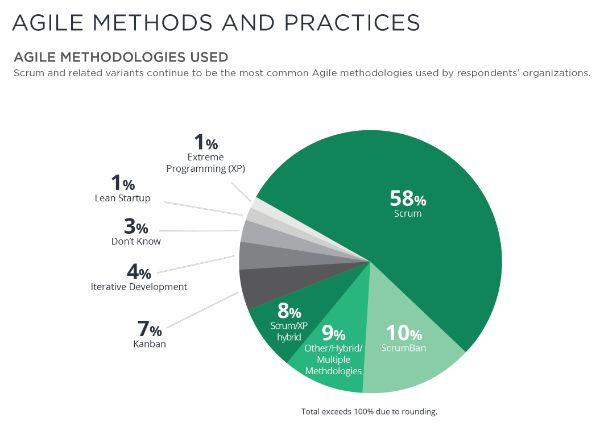 AGILE METHODS AND PRACTICES
AGILE METHODOLOGIES USED
Scrum and related variants continue to be the most common Agile methodologies used by respondents' organizations.
1%
Extreme
Programming (XP)
1%
Lean Startup
3%
Don't Know
4%
Iterative Development
7%
Kanban
8%
Scrum/XP
hybrid
9%
Other/Hybrid/
Multiple
Methdologies
10%
ScrumBan
58%
Scrum
Total exceeds 100% due to rounding.